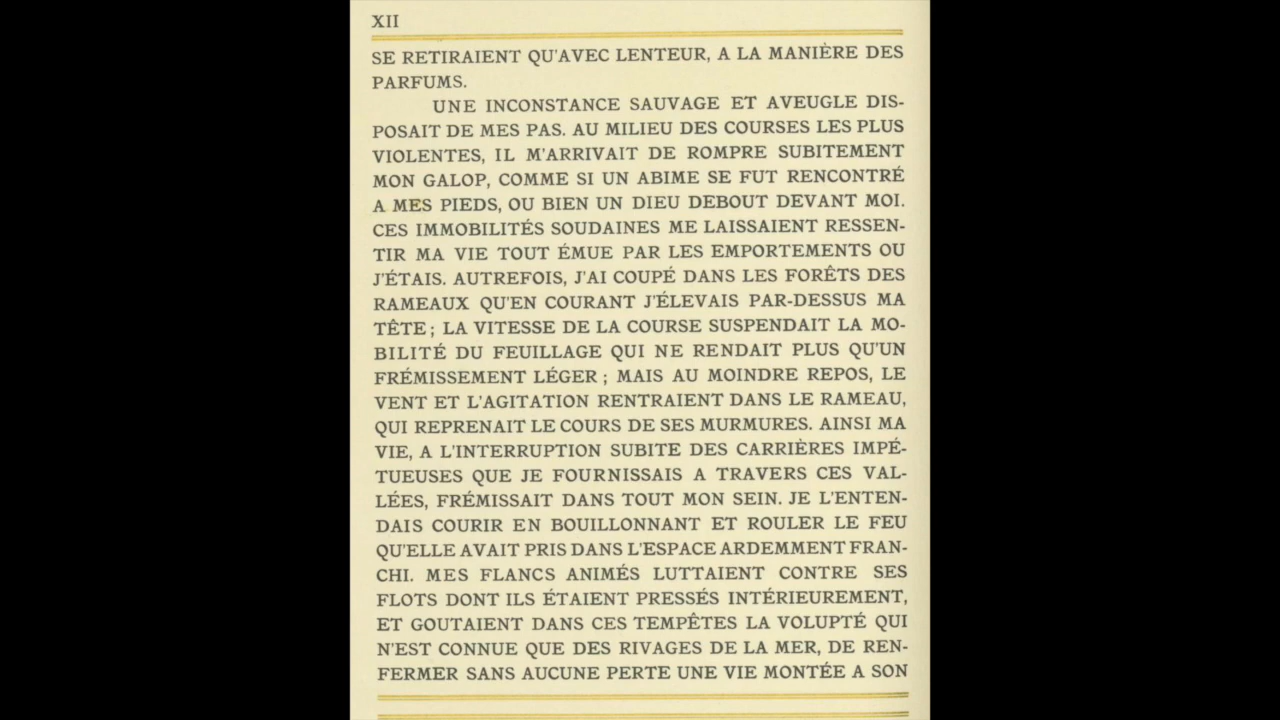 XII
SE RETIRAIENT QU'AVEC LENTEUR, A LA MANIÈRE DES
PARFUMS.
UNE INCONSTANCE SAUVAGE ET AVEUGLE DIS-
POSAIT DE MES PAS. AU MILIEU DES COURSES LES PLUS
VIOLENTES, IL M'ARRIVAIT DE ROMPRE SUBITEMENT
MON GALOP, COMME SI UN ABIME SE FUT RENCONTRÉ
A MES PIEDS, OU BIEN UN DIEU DEBOUT DEVANT MOI.
CES IMMOBILITÉS SOUDAINES ME LAISSAIENT RESSEN-
TIR MA VIE TOUT ÉMUE PAR LES EMPORTEMENTS OU
J'ÉTAIS. AUTREFOIS, J'AI COUPÉ DANS LES FORÊTS DES
RAMEAUX QU'EN COURANT J'ÉLEVAIS PAR-DESSUS MA
TÊTE ; LA VITESSE DE LA COURSE SUSPENDAIT LA MO-
BILITÉ DU FEUILLAGE QUI NE RENDAIT PLUS QU'UN
FRÉMISSEMENT LÉGER ; MAIS AU MOINDRE REPOS, LE
VENT ET L'AGITATION RENTRAIENT DANS LE RAMEAU,
QUI REPRENAIT LE COURS DE SES MURMURES. AINSI MA
VIE, A L'INTERRUPTION SUBITE DES CARRIÈRES IMPÉ-
TUEUSES QUE JE FOURNISSAIS A TRAVERS CES VAL-
LÉES, FRÉMISSAIT DANS TOUT MON SEIN. JE L'ENTEN-
DAIS COURIR EN BOUILLONNANT ET ROULER LE FEU
QU'ELLE AVAIT PRIS DANS L'ESPACE ARDEMMENT FRAN-
CHI. MES FLANCS ANIMÉS LUTTAIENT CONTRE SES
FLOTS DONT ILS ÉTAIENT PRESSÉS INTÉRIEUREMENT,
ET GOUTAIENT DANS CES TEMPÊTES LA VOLUPTÉ QUI
N'EST CONNUE QUE DES RIVAGES DE LA MER, DE REN-
FERMER SANS AUCUNE PERTE UNE VIE MONTÉE A SON